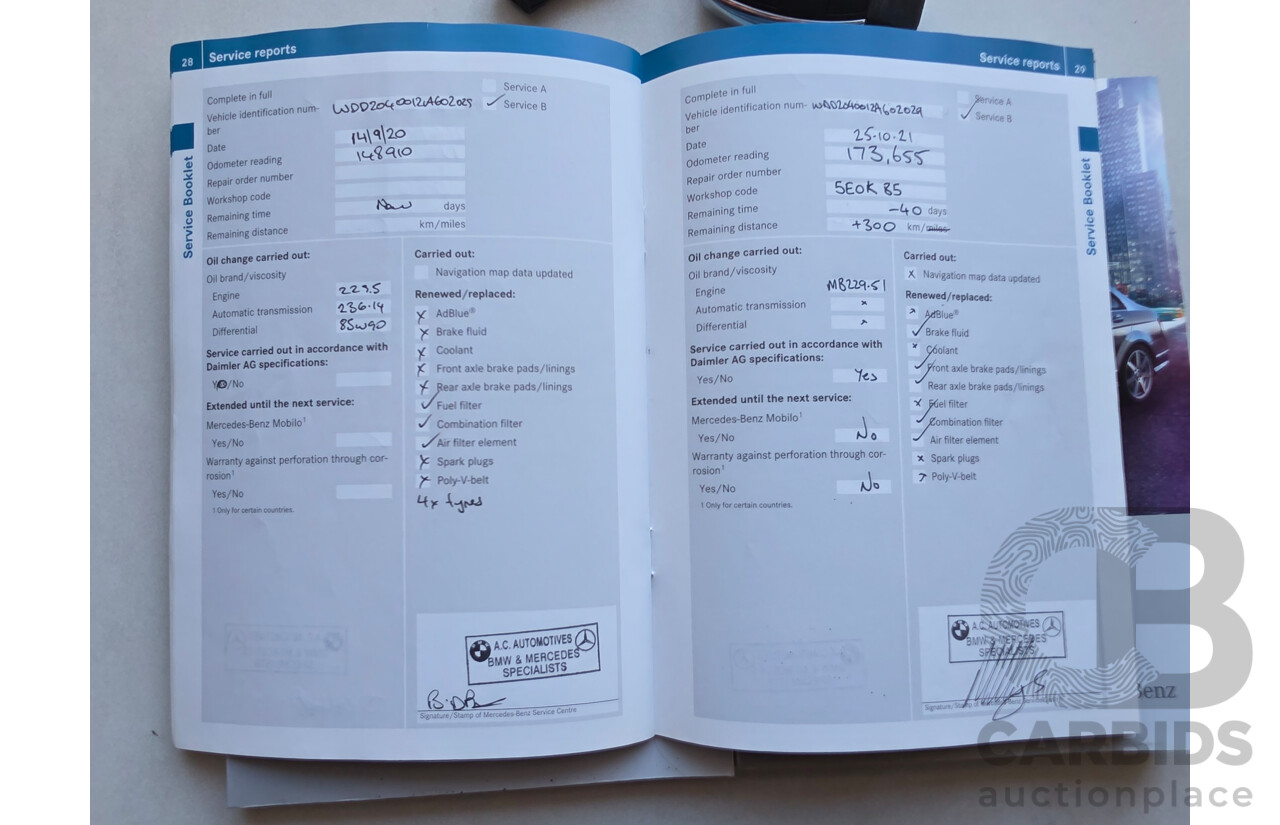 28 Service reports
Complete in full
Service A
Vehicle identification num-
ber
WDD2040012A602029
Service B
Date 14/9/20
Odometer reading 148910
Repair order number
Workshop code
Remaining time Now days
Remaining distance km/miles
Oil change carried out:
Oil brand/viscosity
Engine 229.5
Automatic transmission 236.14
Differential 85w90
Service carried out in accordance with
Daimler AG specifications:
Yes/No
Extended until the next service:
Mercedes-Benz Mobilo¹
Yes/No
Warranty against perforation through cor-
rosion¹
Yes/No
1 Only for certain countries.
Carried out:
Navigation map data updated
Renewed/replaced:
x AdBlue®
x Brake fluid
x Coolant
x Front axle brake pads/linings
x Rear axle brake pads/linings
✓ Fuel filter
✓ Combination filter
✓ Air filter element
x Spark plugs
x Poly-V-belt
4x tyres
A.C. AUTOMOTIVES
BMW & MERCEDES
SPECIALISTS
Signature/Stamp of Mercedes-Benz Service Centre
Service Booklet
Service reports 29
Complete in full
Service A
Vehicle identification num-
ber
WDD2040012A602029
Service B
Date 25.10.21
Odometer reading 173,655
Repair order number
Workshop code 5E0K B5
Remaining time -40 days
Remaining distance +300 km/miles
Oil change carried out:
Oil brand/viscosity
Engine MB229.51
Automatic transmission x
Differential x
Service carried out in accordance with
Daimler AG specifications:
Yes/No Yes
Extended until the next service:
Mercedes-Benz Mobilo¹
Yes/No No
Warranty against perforation through cor-
rosion¹
Yes/No No
1 Only for certain countries.
Carried out:
x Navigation map data updated
Renewed/replaced:
x AdBlue®
✓ Brake fluid
x Coolant
✓ Front axle brake pads/linings
✓ Rear axle brake pads/linings
x Fuel filter
✓ Combination filter
✓ Air filter element
x Spark plugs
x Poly-V-belt
A.C. AUTOMOTIVES
BMW & MERCEDES
SPECIALISTS
Service Booklet
Benz
CARBIDS
auctionplace